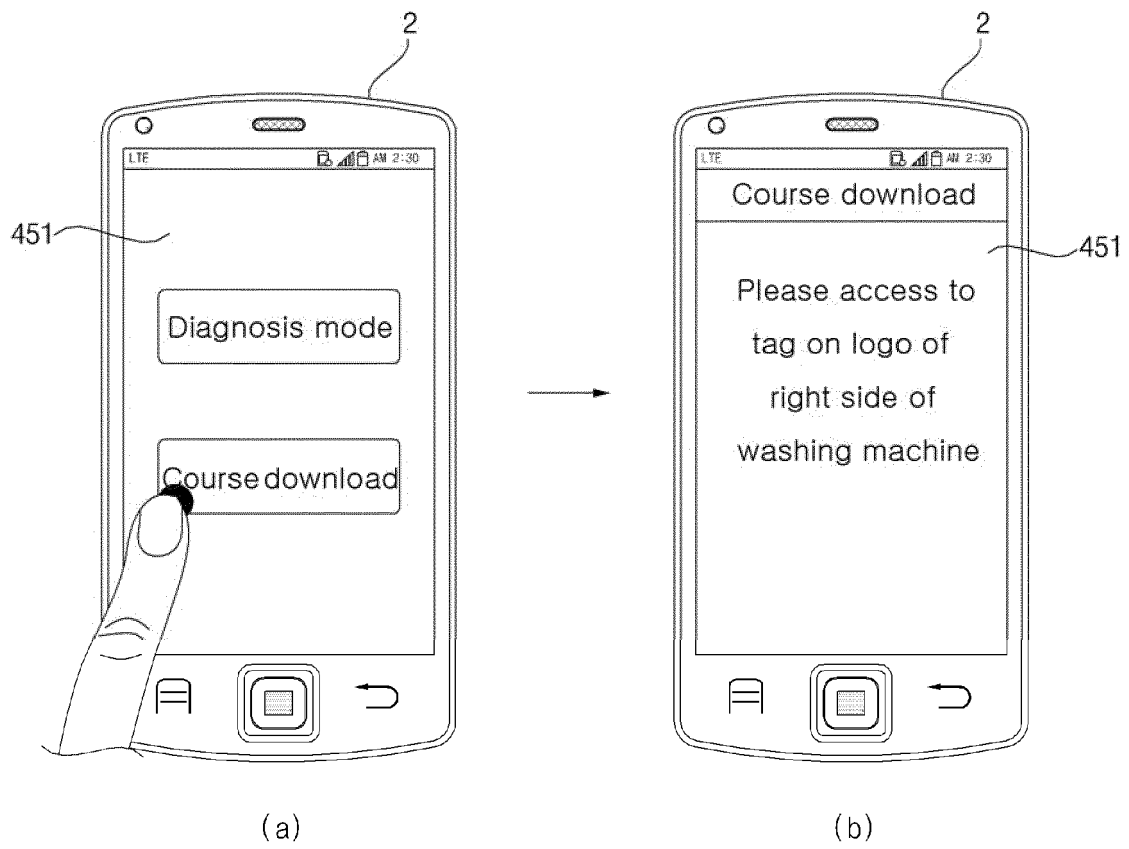 2
2
LTE AM 2:30
451
Diagnosis mode
Course download
(a)
LTE AM 2:30
Course download
451
Please access to
tag on logo of
right side of
washing machine
(b)